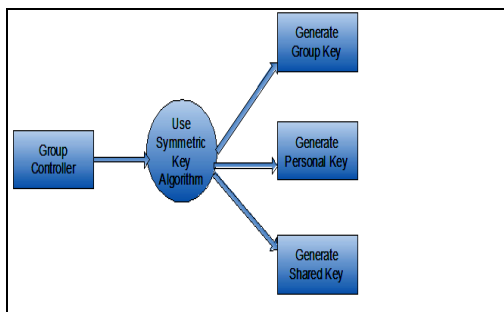 Group
Controller
Use
Symmetric
Key
Algorithm
Generate
Group Key
Generate
Personal Key
Generate
Shared Key